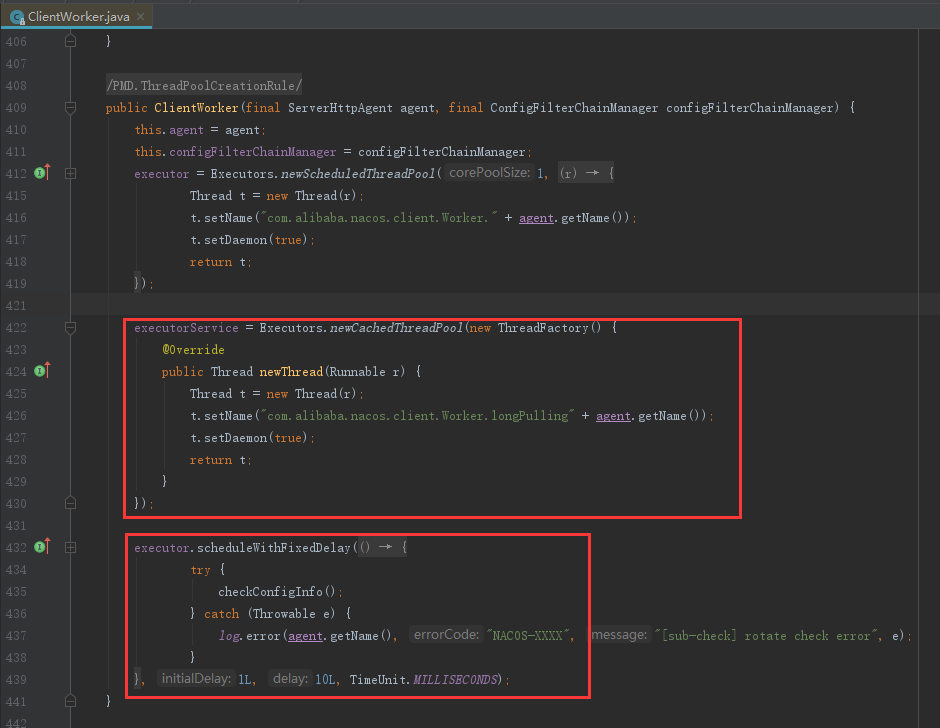 ClientWorker.java
406 }
407
408 /PMD.ThreadPoolCreationRule/
409 public ClientWorker(final ServerHttpAgent agent, final ConfigFilterChainManager configFilterChainManager) {
410 this.agent = agent;
411 this.configFilterChainManager = configFilterChainManager;
412 executor = Executors.newScheduledThreadPool( corePoolSize: 1, (r) → {
415 Thread t = new Thread(r);
416 t.setName("com.alibaba.nacos.client.Worker." + agent.getName());
417 t.setDaemon(true);
418 return t;
419 });
421
422 executorService = Executors.newCachedThreadPool(new ThreadFactory() {
423 @Override
424 public Thread newThread(Runnable r) {
425 Thread t = new Thread(r);
426 t.setName("com.alibaba.nacos.client.Worker.longPulling" + agent.getName());
427 t.setDaemon(true);
428 return t;
429 }
430 });
431
432 executor.scheduleWithFixedDelay(() → {
434 try {
435 checkConfigInfo();
436 } catch (Throwable e) {
437 log.error(agent.getName(), errorCode: "NACOS-XXXX", message: "[sub-check] rotate check error", e);
438 }
439 }, initialDelay: 1L, delay: 10L, TimeUnit.MILLISECONDS);
441 }
442